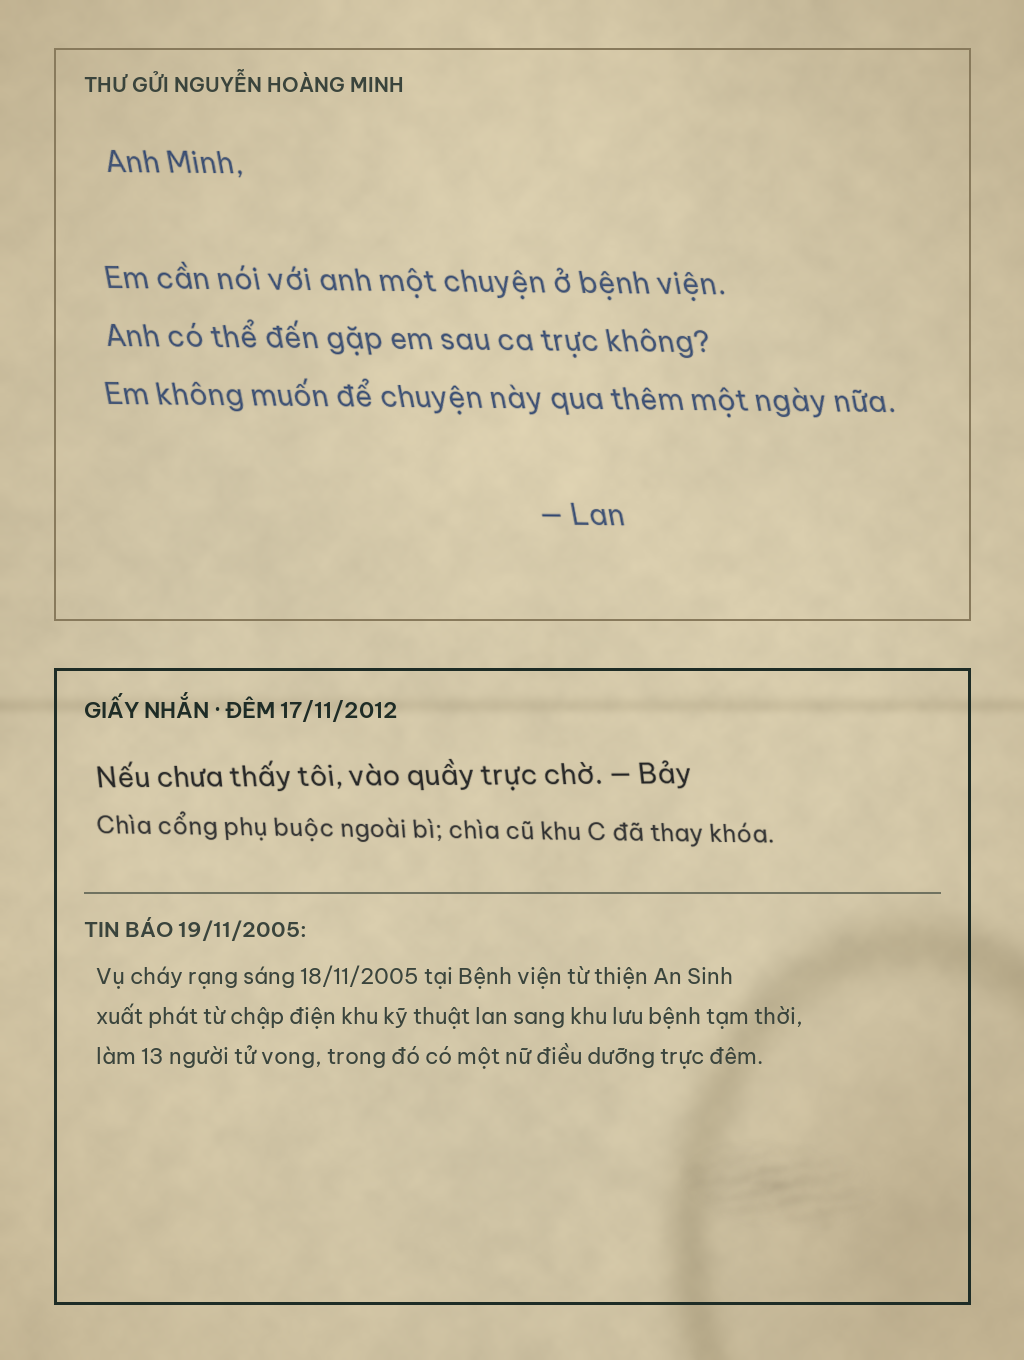 THƯ GỬI NGUYỄN HOÀNG MINH
Anh Minh,
Em cần nói với anh một chuyện ở bệnh viện.
Anh có thể đến gặp em sau ca trực không?
Em không muốn để chuyện này qua thêm một ngày nữa.
— Lan
GIẤY NHẮN · ĐÊM 17/11/2012
Nếu chưa thấy tôi, vào quầy trực chờ. — Bảy
Chìa cổng phụ buộc ngoài bì; chìa cũ khu C đã thay khóa.
TIN BÁO 19/11/2005:
Vụ cháy rạng sáng 18/11/2005 tại Bệnh viện từ thiện An Sinh
xuất phát từ chập điện khu kỹ thuật lan sang khu lưu bệnh tạm thời,
làm 13 người tử vong, trong đó có một nữ điều dưỡng trực đêm.